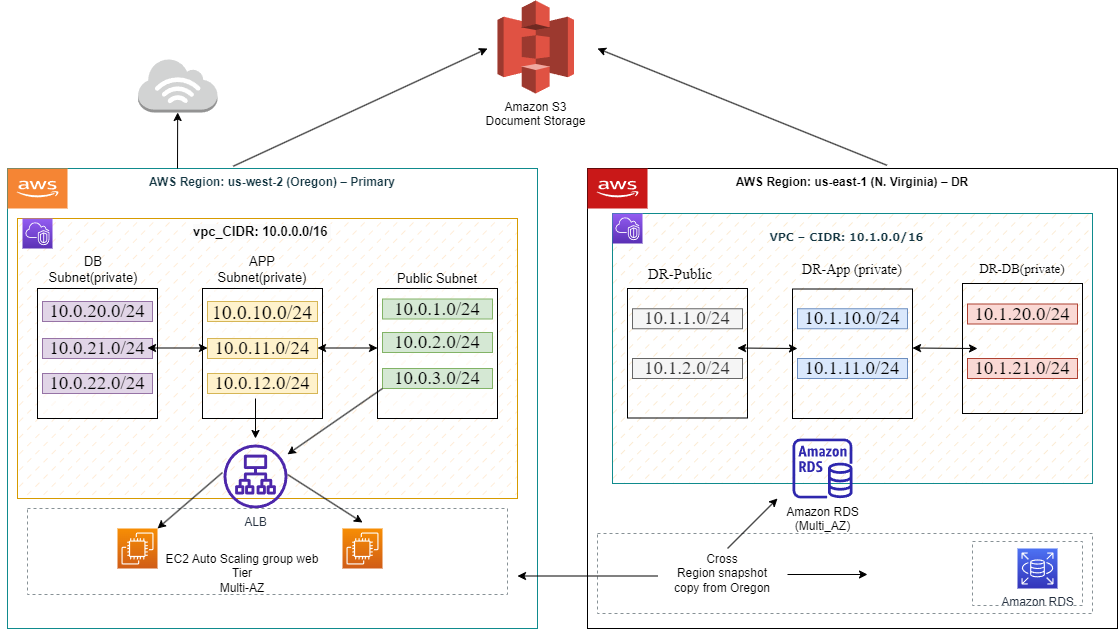 Amazon S3
Document Storage
aws
AWS Region: us-west-2 (Oregon) – Primary
vpc_CIDR: 10.0.0.0/16
DB
Subnet(private)
10.0.20.0/24
10.0.21.0/24
10.0.22.0/24
APP
Subnet(private)
10.0.10.0/24
10.0.11.0/24
10.0.12.0/24
Public Subnet
10.0.1.0/24
10.0.2.0/24
10.0.3.0/24
ALB
EC2 Auto Scaling group web
Tier
Multi-AZ
aws
AWS Region: us-east-1 (N. Virginia) – DR
VPC – CIDR: 10.1.0.0/16
DR-Public
10.1.1.0/24
10.1.2.0/24
DR-App (private)
10.1.10.0/24
10.1.11.0/24
DR-DB(private)
10.1.20.0/24
10.1.21.0/24
Amazon
RDS
Amazon RDS
(Multi_AZ)
Cross
Region snapshot
copy from Oregon
Amazon RDS